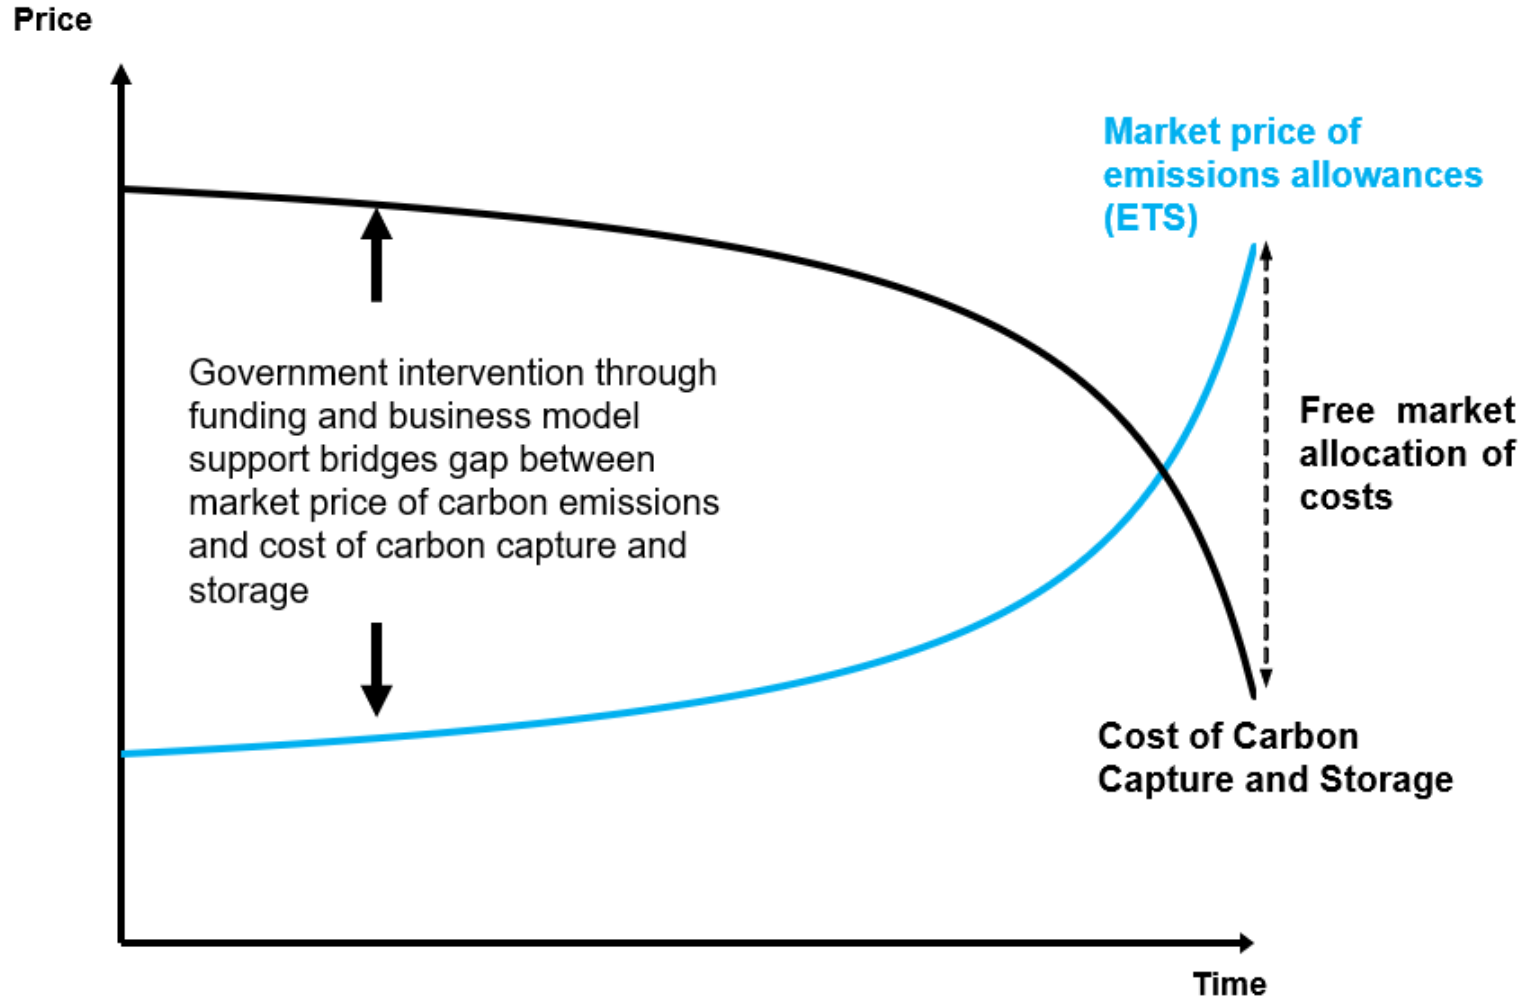 Price
Market price of
emissions allowances
(ETS)
Government intervention through
funding and business model
support bridges gap between
market price of carbon emissions
and cost of carbon capture and
storage
Free market
allocation of
costs
Cost of Carbon
Capture and Storage
Time